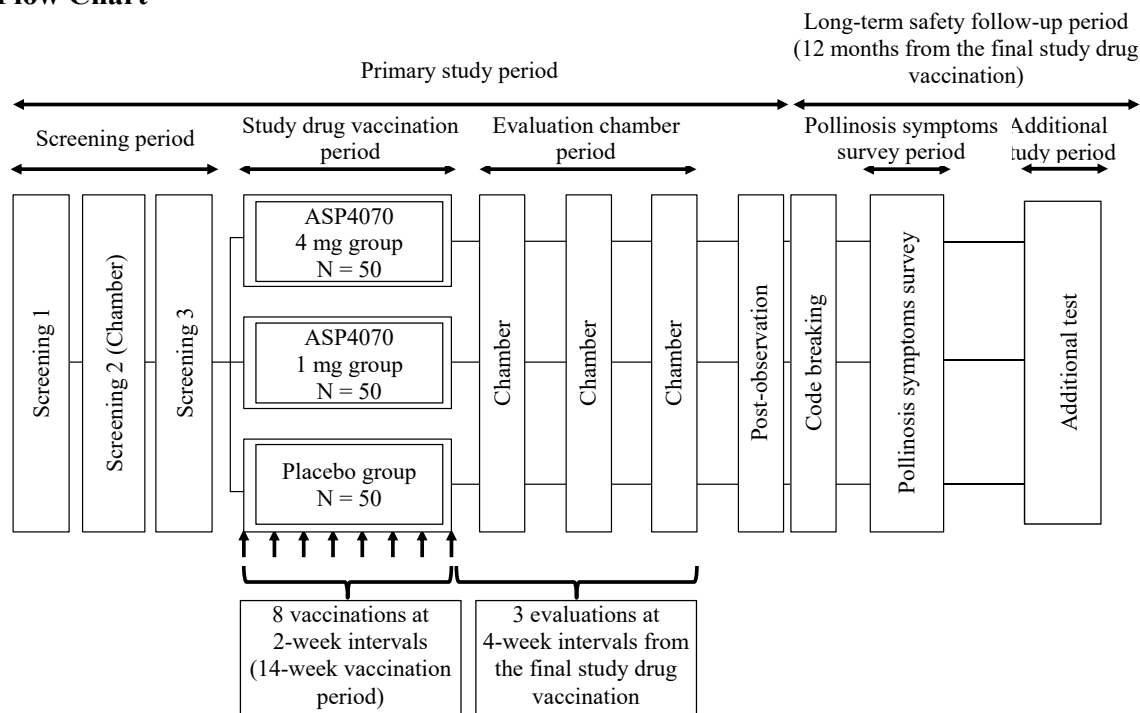 Flow Chart
Long-term safety follow-up period
(12 months from the final study drug
vaccination)
Primary study period
Screening period
Study drug vaccination
period
Evaluation chamber
period
Pollinosis symptoms
survey period
Additional
tudy period
Screening 1
Screening 2 (Chamber)
Screening 3
ASP4070
4 mg group
N = 50
ASP4070
1 mg group
N = 50
Placebo group
N = 50
Chamber
Chamber
Chamber
Post-observation
Code breaking
Pollinosis symptoms survey
Additional test
8 vaccinations at
2-week intervals
(14-week vaccination
period)
3 evaluations at
4-week intervals from
the final study drug
vaccination